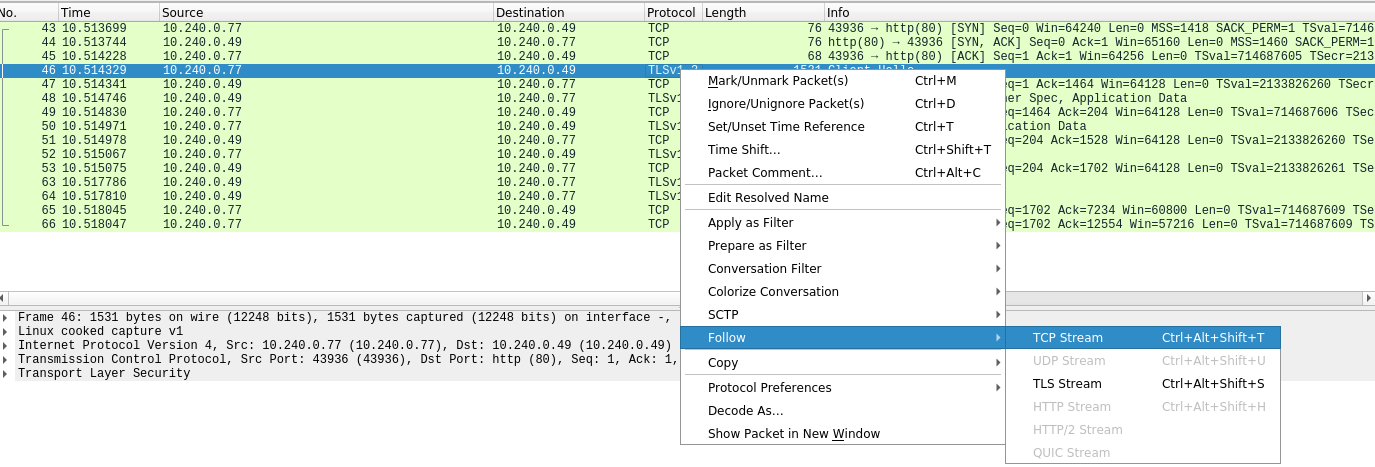 No. Time Source Destination Protocol Length Info
43 10.513699 10.240.0.77 10.240.0.49 TCP 76 43936 → http(80) [SYN] Seq=0 Win=64240 Len=0 MSS=1418 SACK_PERM=1 TSval=7146
44 10.513744 10.240.0.49 10.240.0.77 TCP 76 http(80) → 43936 [SYN, ACK] Seq=0 Ack=1 Win=65160 Len=0 MSS=1460 SACK_PERM=1
45 10.514228 10.240.0.77 10.240.0.49 TCP 68 43936 → http(80) [ACK] Seq=1 Ack=1 Win=64256 Len=0 TSval=714687605 TSecr=213
46 10.514329 10.240.0.77 10.240.0.49 TLSv1.3 1531 Client Hello
47 10.514341 10.240.0.49 10.240.0.77 TCP eq=1 Ack=1464 Win=64128 Len=0 TSval=2133826260 TSecr
48 10.514746 10.240.0.49 10.240.0.77 TLSv1 her Spec, Application Data
49 10.514830 10.240.0.77 10.240.0.49 TCP eq=1464 Ack=204 Win=64128 Len=0 TSval=714687606 TSec
50 10.514971 10.240.0.77 10.240.0.49 TLSv1 ication Data
51 10.514978 10.240.0.49 10.240.0.77 TCP eq=204 Ack=1528 Win=64128 Len=0 TSval=2133826260 TSe
52 10.515067 10.240.0.77 10.240.0.49 TLSv1
53 10.515075 10.240.0.49 10.240.0.77 TCP eq=204 Ack=1702 Win=64128 Len=0 TSval=2133826261 TSe
63 10.517786 10.240.0.49 10.240.0.77 TLSv1
64 10.517810 10.240.0.49 10.240.0.77 TLSv1
65 10.518045 10.240.0.77 10.240.0.49 TCP eq=1702 Ack=7234 Win=60800 Len=0 TSval=714687609 TSe
66 10.518047 10.240.0.77 10.240.0.49 TCP eq=1702 Ack=12554 Win=57216 Len=0 TSval=714687609 TS
Mark/Unmark Packet(s) Ctrl+M
Ignore/Unignore Packet(s) Ctrl+D
Set/Unset Time Reference Ctrl+T
Time Shift... Ctrl+Shift+T
Packet Comment... Ctrl+Alt+C
Edit Resolved Name
Apply as Filter
Prepare as Filter
Conversation Filter
Colorize Conversation
SCTP
Follow
Copy
Protocol Preferences
Decode As...
Show Packet in New Window
TCP Stream Ctrl+Alt+Shift+T
UDP Stream Ctrl+Alt+Shift+U
TLS Stream Ctrl+Alt+Shift+S
HTTP Stream Ctrl+Alt+Shift+H
HTTP/2 Stream
QUIC Stream
Frame 46: 1531 bytes on wire (12248 bits), 1531 bytes captured (12248 bits) on interface -,
Linux cooked capture v1
Internet Protocol Version 4, Src: 10.240.0.77 (10.240.0.77), Dst: 10.240.0.49 (10.240.0.49)
Transmission Control Protocol, Src Port: 43936 (43936), Dst Port: http (80), Seq: 1, Ack: 1,
Transport Layer Security